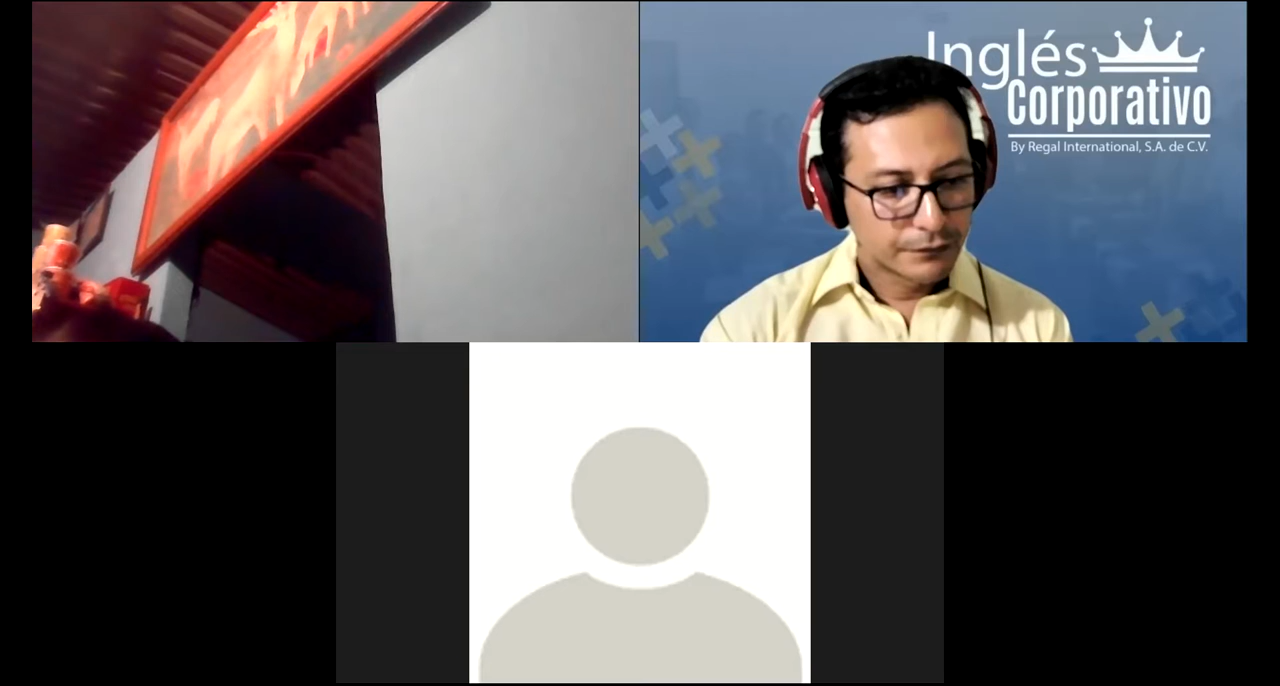 Inglés
Corporativo
By Regal International, S.A. de C.V.